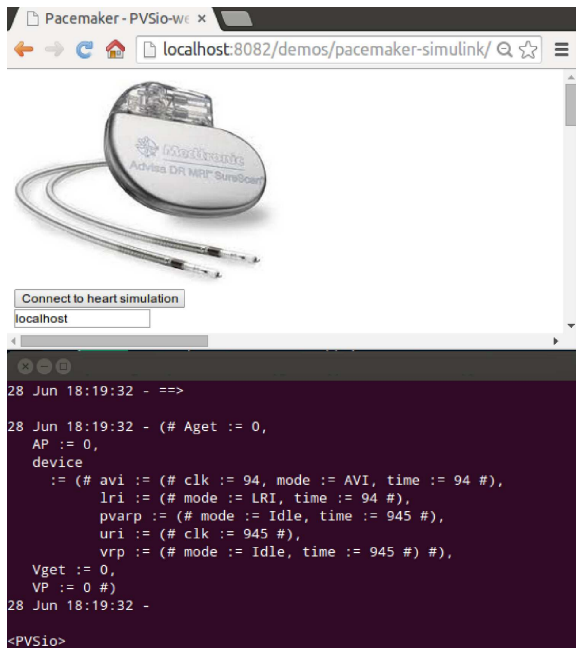 Pacemaker - PVSio-we
localhost:8082/demos/pacemaker-simulink/
Medtronic
Advisa DR MRI™ SureScan®
Connect to heart simulation
localhost
28 Jun 18:19:32 - ==>
28 Jun 18:19:32 - (# Aget := 0,
AP := 0,
device
:= (# avi := (# clk := 94, mode := AVI, time := 94 #),
lri := (# mode := LRI, time := 94 #),
pvarp := (# mode := Idle, time := 945 #),
uri := (# clk := 945 #),
vrp := (# mode := Idle, time := 945 #) #),
Vget := 0,
VP := 0 #)
28 Jun 18:19:32 -
<PVSio>